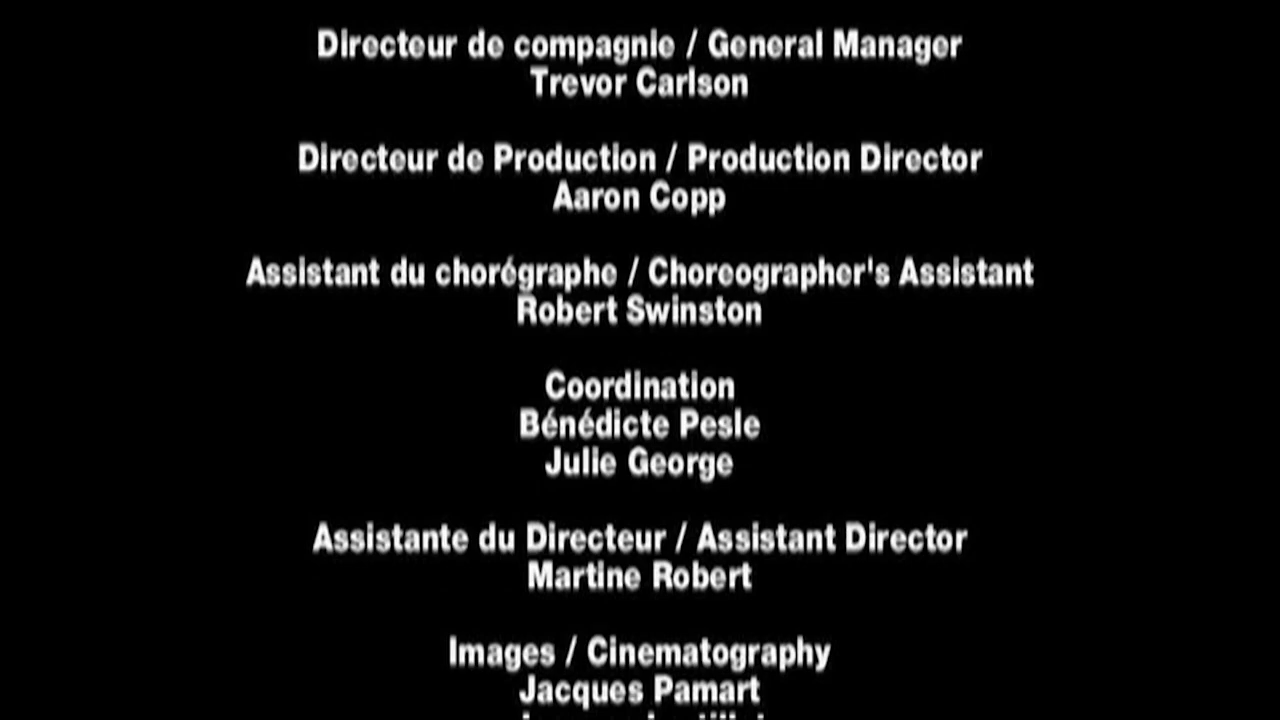 Directeur de compagnie / General Manager
Trevor Carlson
Directeur de Production / Production Director
Aaron Copp
Assistant du chorégraphe / Choreographer's Assistant
Robert Swinston
Coordination
Bénédicte Pesle
Julie George
Assistante du Directeur / Assistant Director
Martine Robert
Images / Cinematography
Jacques Pamart